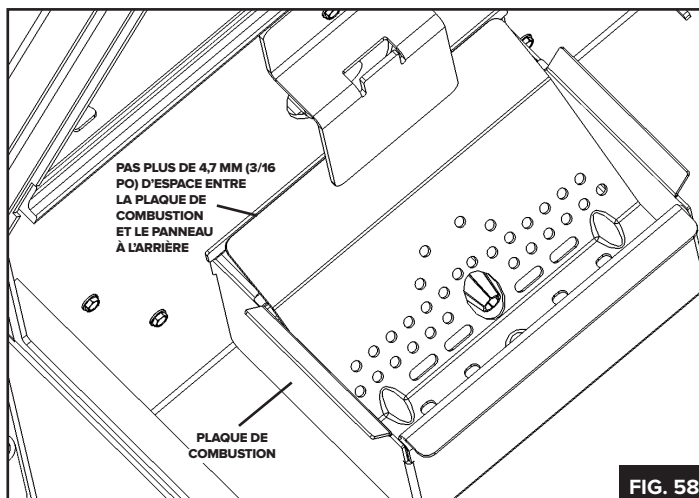 PAS PLUS DE 4,7 MM (3/16
PO) D’ESPACE ENTRE
LA PLAQUE DE
COMBUSTION
ET LE PANNEAU
À L’ARRIÈRE
PLAQUE DE
COMBUSTION
FIG. 58